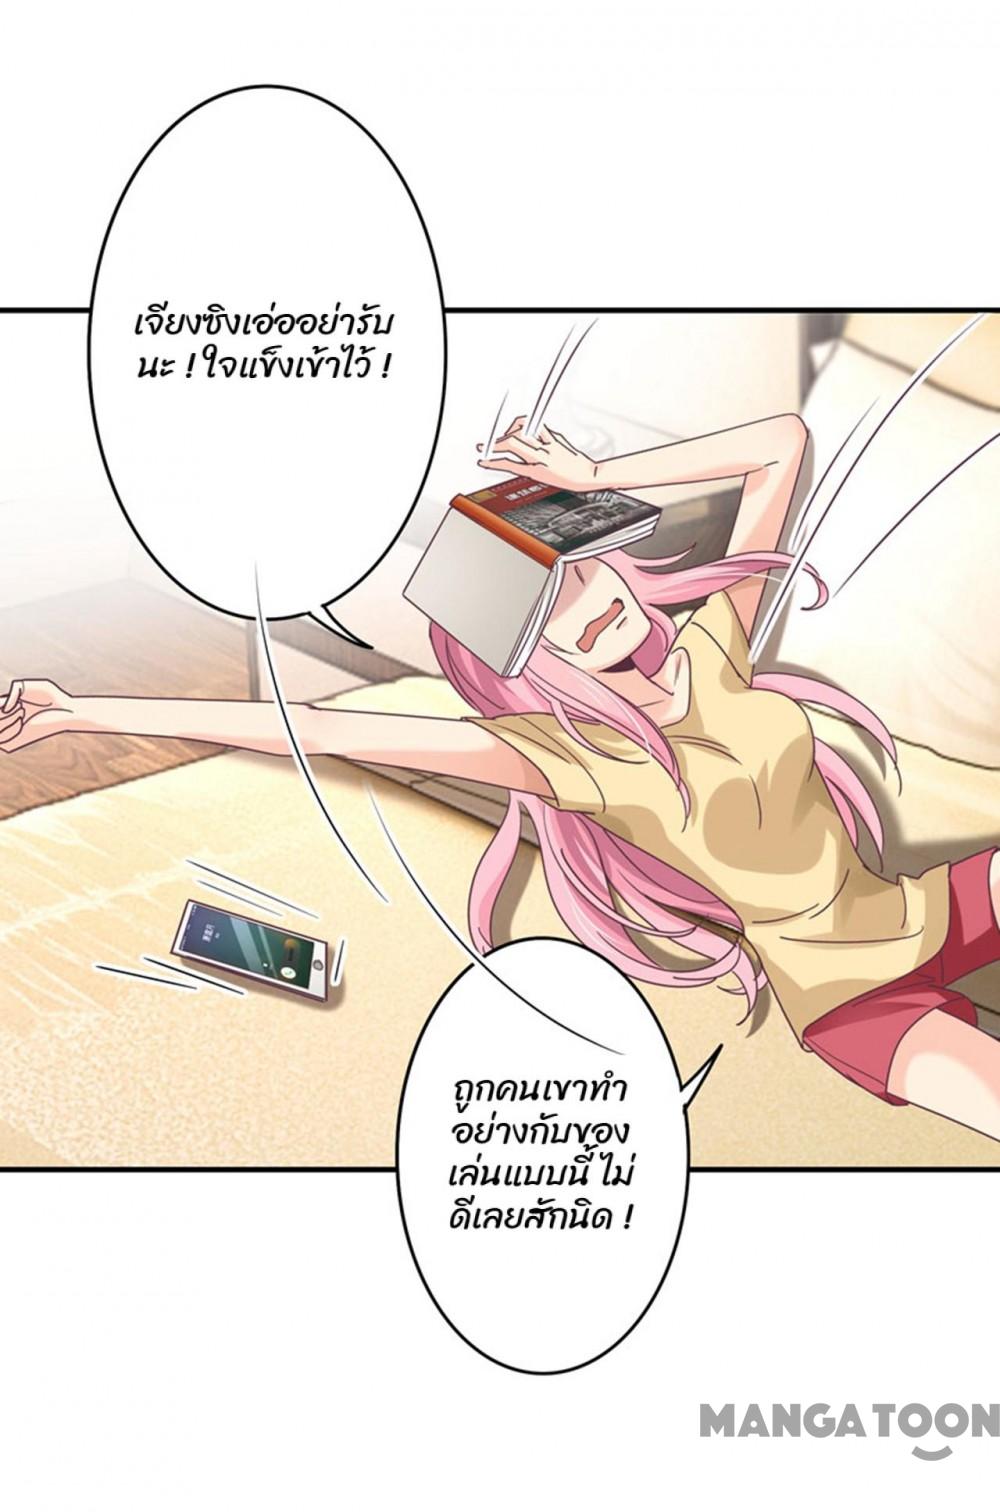 เจียงซิงเอ่ออย่ารับ
นะ ! ใจแข็งเข้าไว้ !
ถูกคนเขาทำ
อย่างกับของ
เล่นแบบนี้ ไม่
ดีเลยสักนิด !
MANGATOON